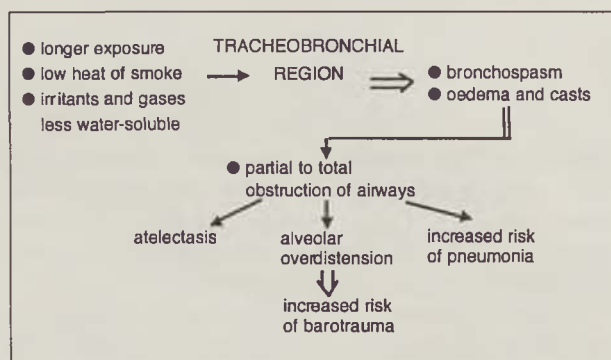 ● longer exposure
● low heat of smoke
● irritants and gases
less water-soluble
TRACHEOBRONCHIAL
REGION
● bronchospasm
● oedema and casts
● partial to total
obstruction of airways
atelectasis
alveolar
overdistension
increased risk
of pneumonia
increased risk
of barotrauma